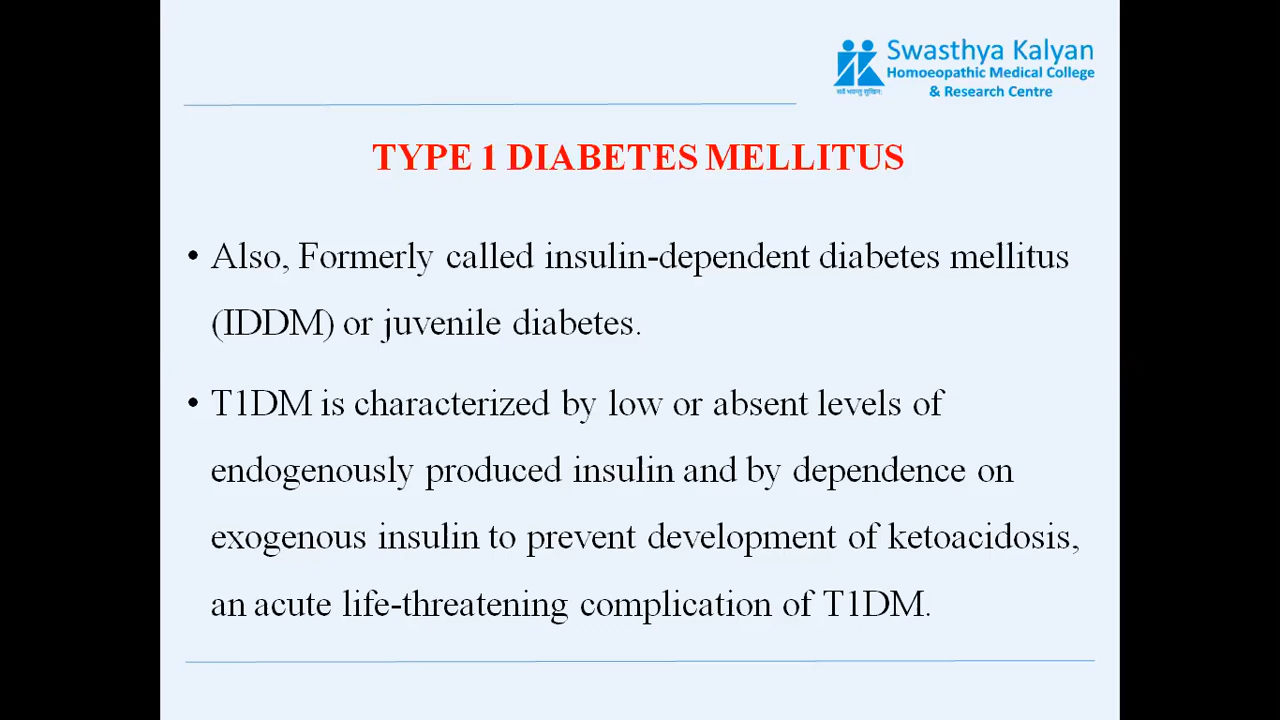 Swasthya Kalyan
Homoeopathic Medical College
& Research Centre
सर्वे भवन्तु सुखिनः
TYPE 1 DIABETES MELLITUS
• Also, Formerly called insulin-dependent diabetes mellitus
(IDDM) or juvenile diabetes.
• T1DM is characterized by low or absent levels of
endogenously produced insulin and by dependence on
exogenous insulin to prevent development of ketoacidosis,
an acute life-threatening complication of T1DM.